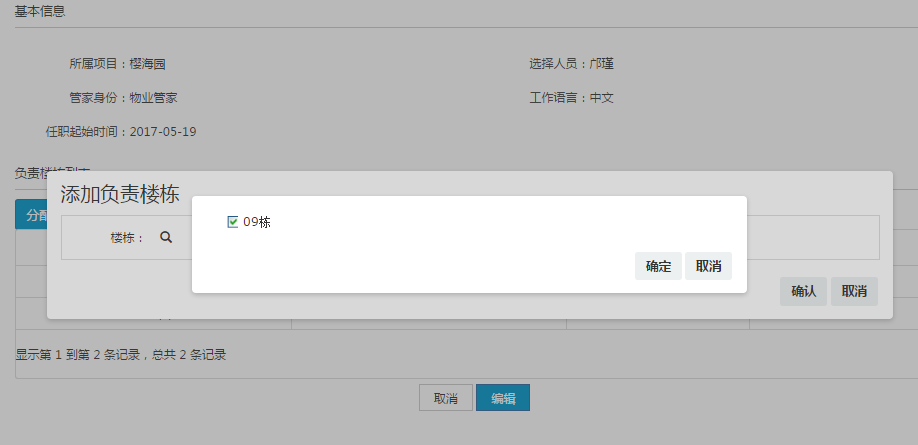 基本信息
所属项目：樱海园
选择人员：邝瑾
管家身份：物业管家
工作语言：中文
任职起始时间：2017-05-19
添加负责楼栋
09栋
楼栋：
确定 取消
确认 取消
显示第 1 到第 2 条记录，总共 2 条记录
取消 编辑